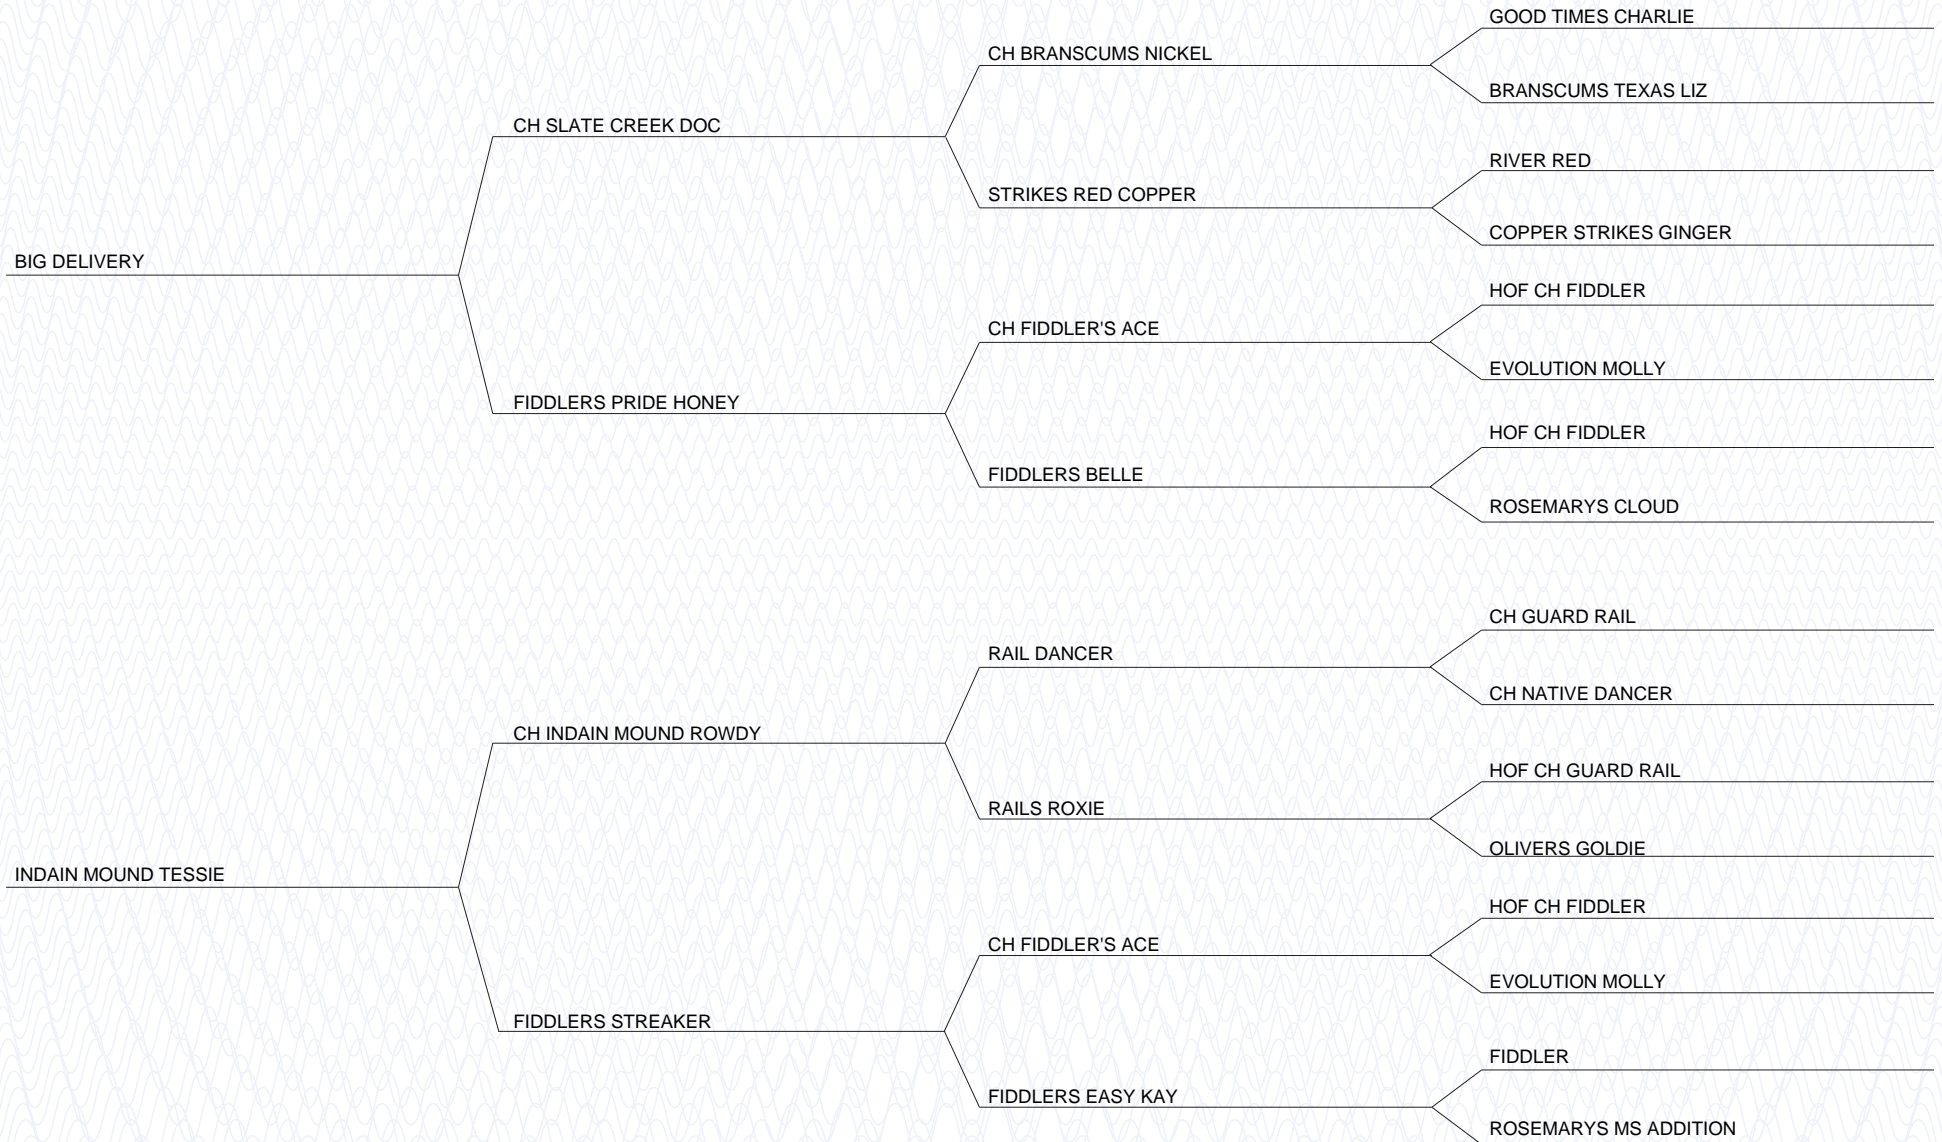 GOOD TIMES CHARLIE
CH BRANSCUMS NICKEL
BRANSCUMS TEXAS LIZ
CH SLATE CREEK DOC
RIVER RED
STRIKES RED COPPER
COPPER STRIKES GINGER
BIG DELIVERY
HOF CH FIDDLER
CH FIDDLER'S ACE
EVOLUTION MOLLY
FIDDLERS PRIDE HONEY
HOF CH FIDDLER
FIDDLERS BELLE
ROSEMARYS CLOUD
CH GUARD RAIL
RAIL DANCER
CH NATIVE DANCER
CH INDAIN MOUND ROWDY
HOF CH GUARD RAIL
RAILS ROXIE
OLIVERS GOLDIE
INDAIN MOUND TESSIE
HOF CH FIDDLER
CH FIDDLER'S ACE
EVOLUTION MOLLY
FIDDLERS STREAKER
FIDDLER
FIDDLERS EASY KAY
ROSEMARYS MS ADDITION